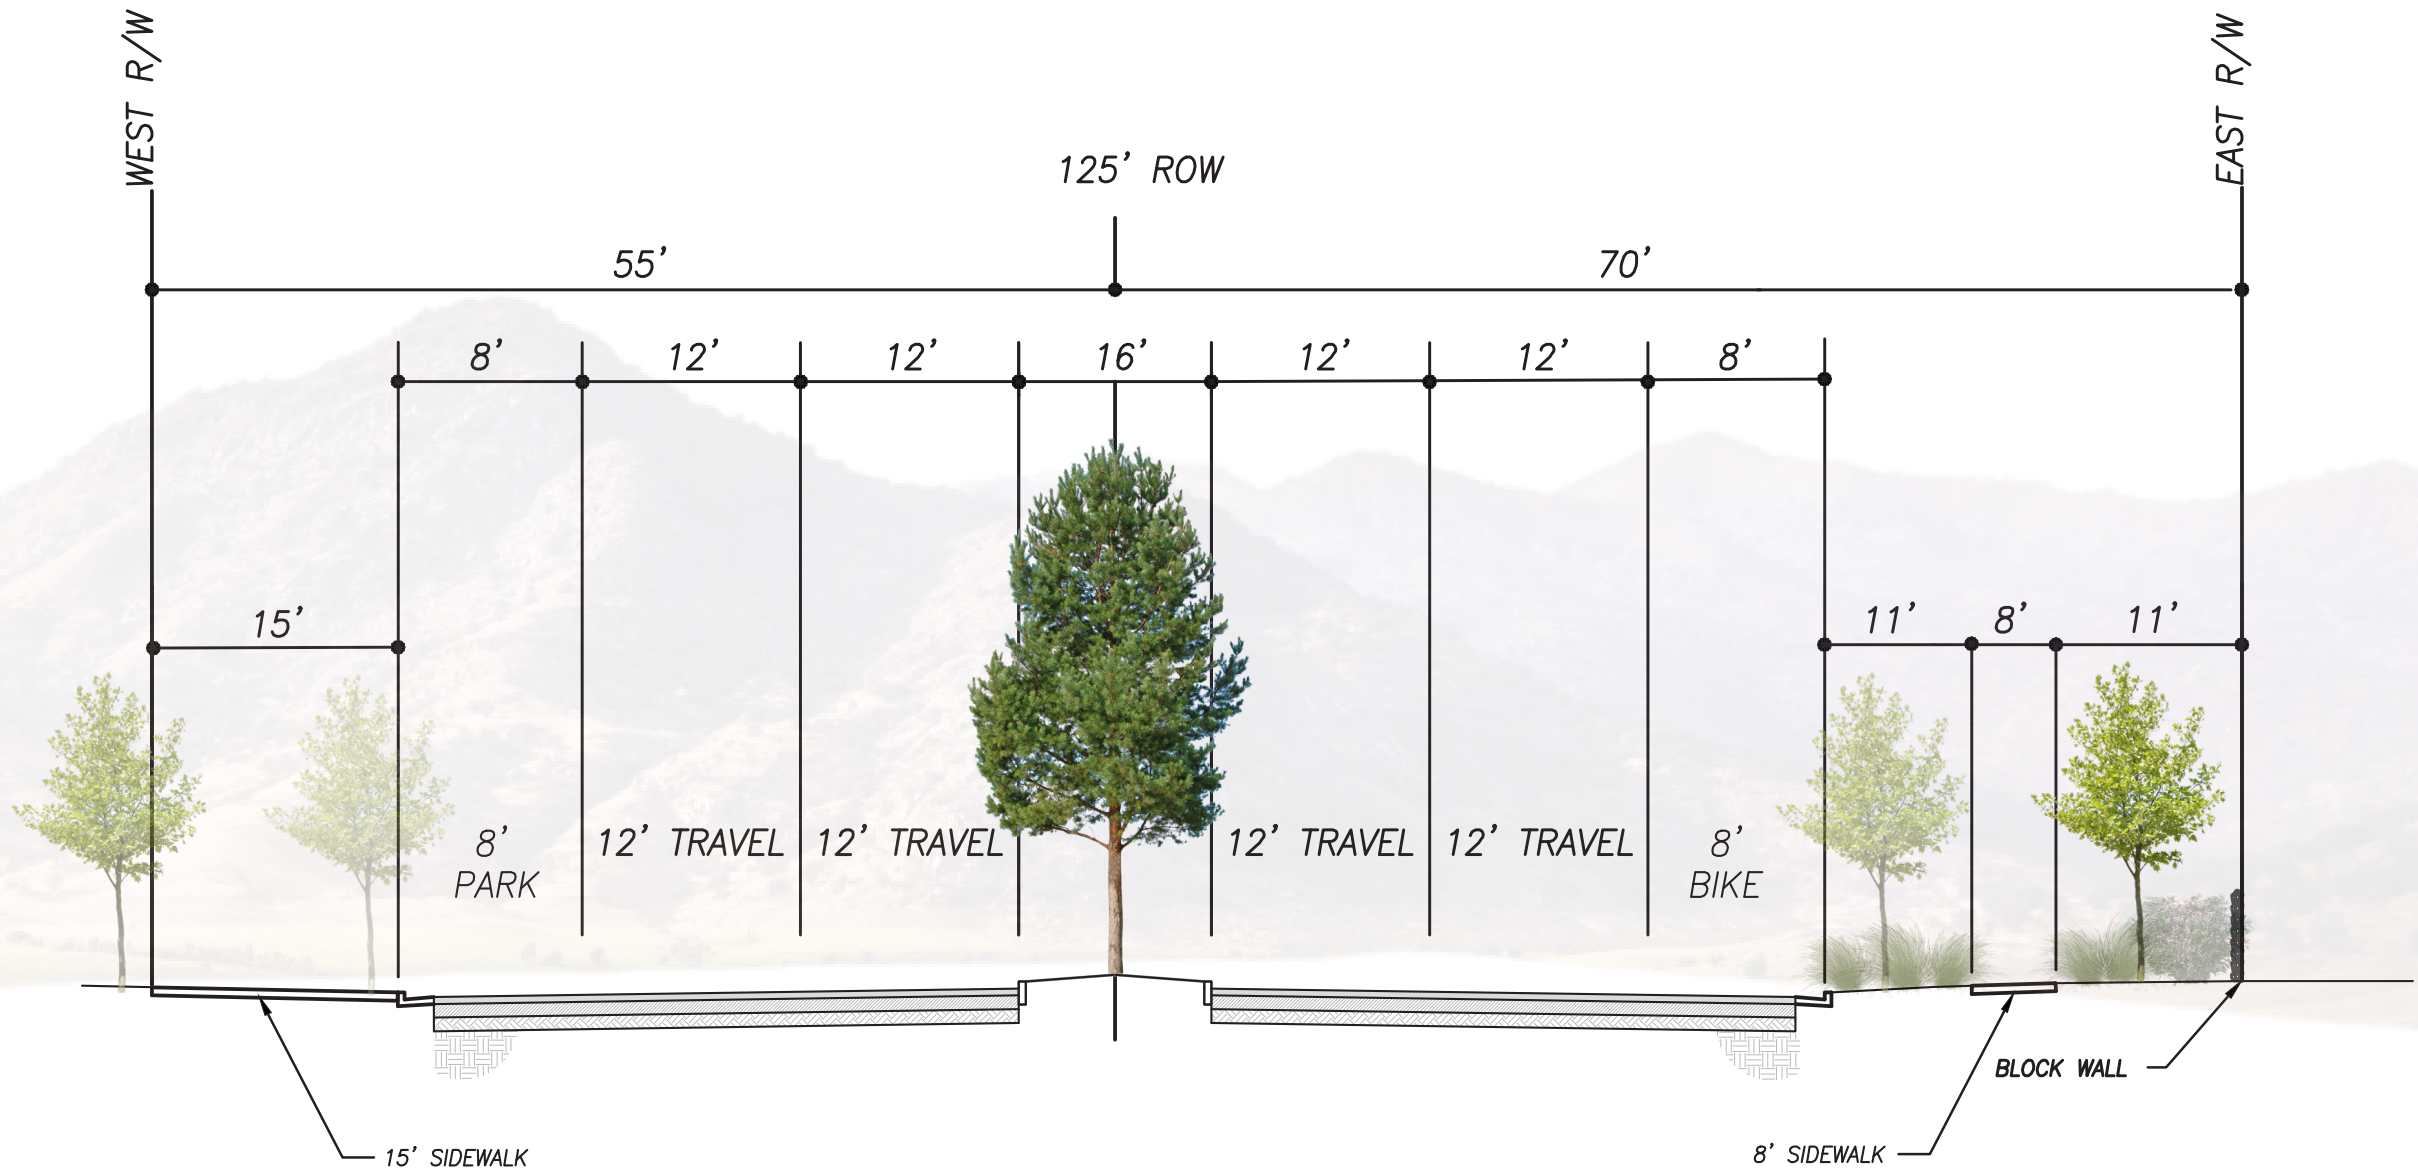 WEST R/W
EAST R/W
125' ROW
55'
70'
8'
12'
12'
16'
12'
12'
8'
15'
11'
8'
11'
8'
PARK
12' TRAVEL
12' TRAVEL
12' TRAVEL
12' TRAVEL
8'
BIKE
BLOCK WALL
15' SIDEWALK
8' SIDEWALK